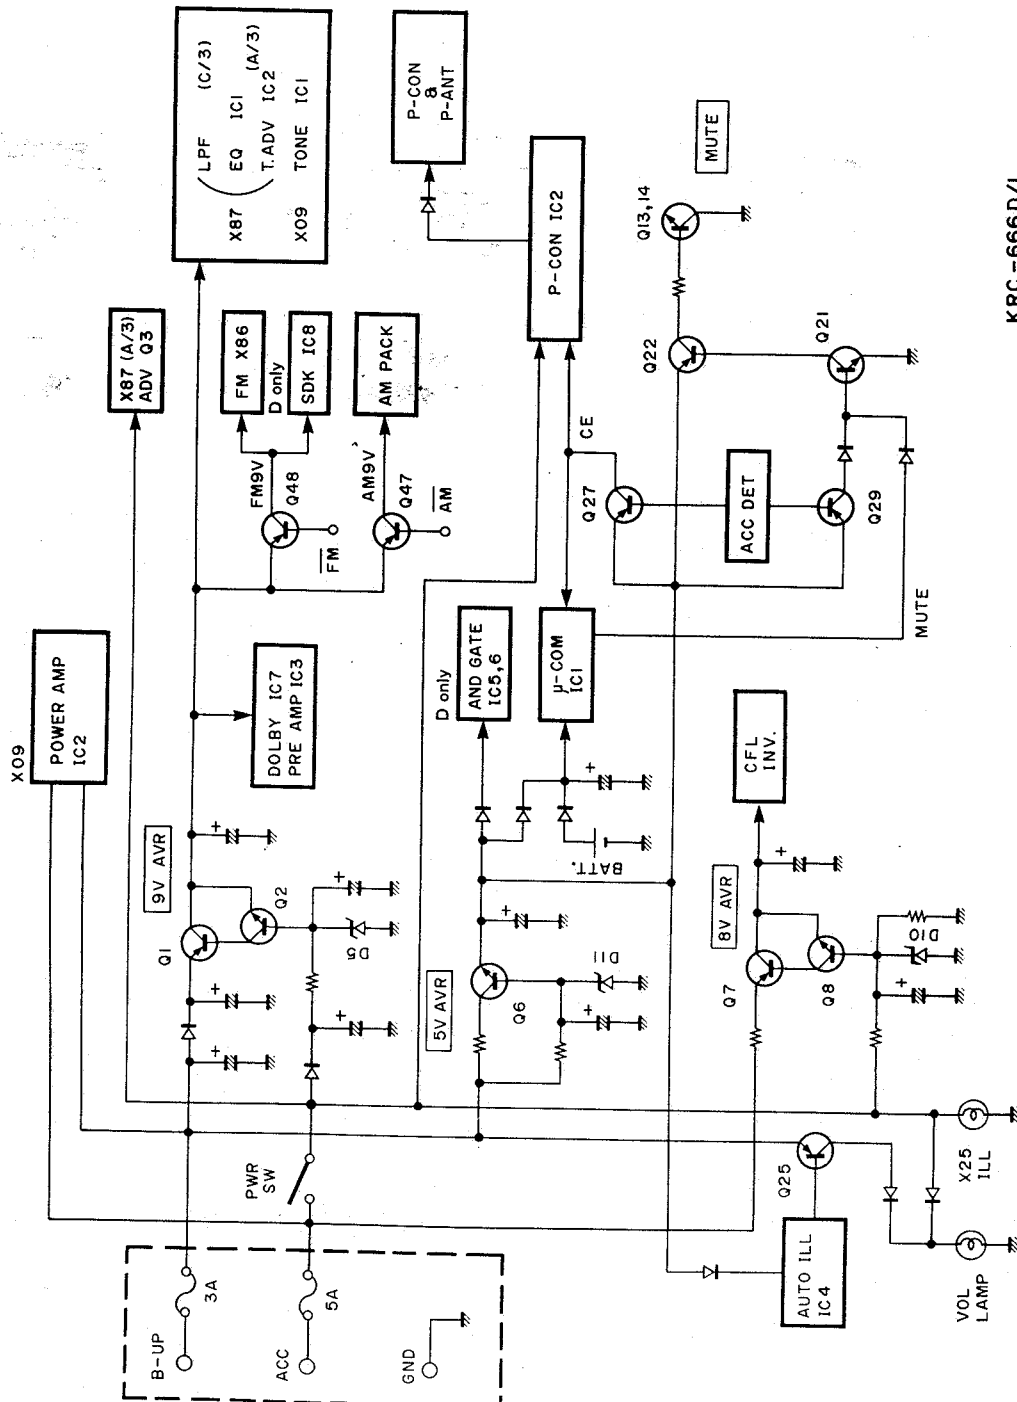 X87
LPF (C/3)
EQ IC1
T.ADV IC2 (A/3)
X09 TONE IC1
P-CON
&
P-ANT
X87 (A/3)
ADV Q3
FM X86
D only
SDK IC8
AM PACK
P-CON IC2
MUTE
Q13,14
FM9V
Q48
FM
AM9V
Q47
AM
CE
Q22
Q21
Q27
ACC DET
Q29
MUTE
X09
POWER AMP
IC2
DOLBY IC7
PRE AMP IC3
D only
AND GATE
IC5,6
μ-COM
IC1
BATT.
CFL
INV.
9V AVR
Q1
Q2
D5
5V AVR
Q6
D11
8V AVR
Q7
Q8
D10
PWR
SW
Q25
X25
ILL
AUTO ILL
IC4
VOL
LAMP
B-UP
3A
ACC
5A
GND
+
+
+
+
+
+
+
+
+
+
KRC-666D/L